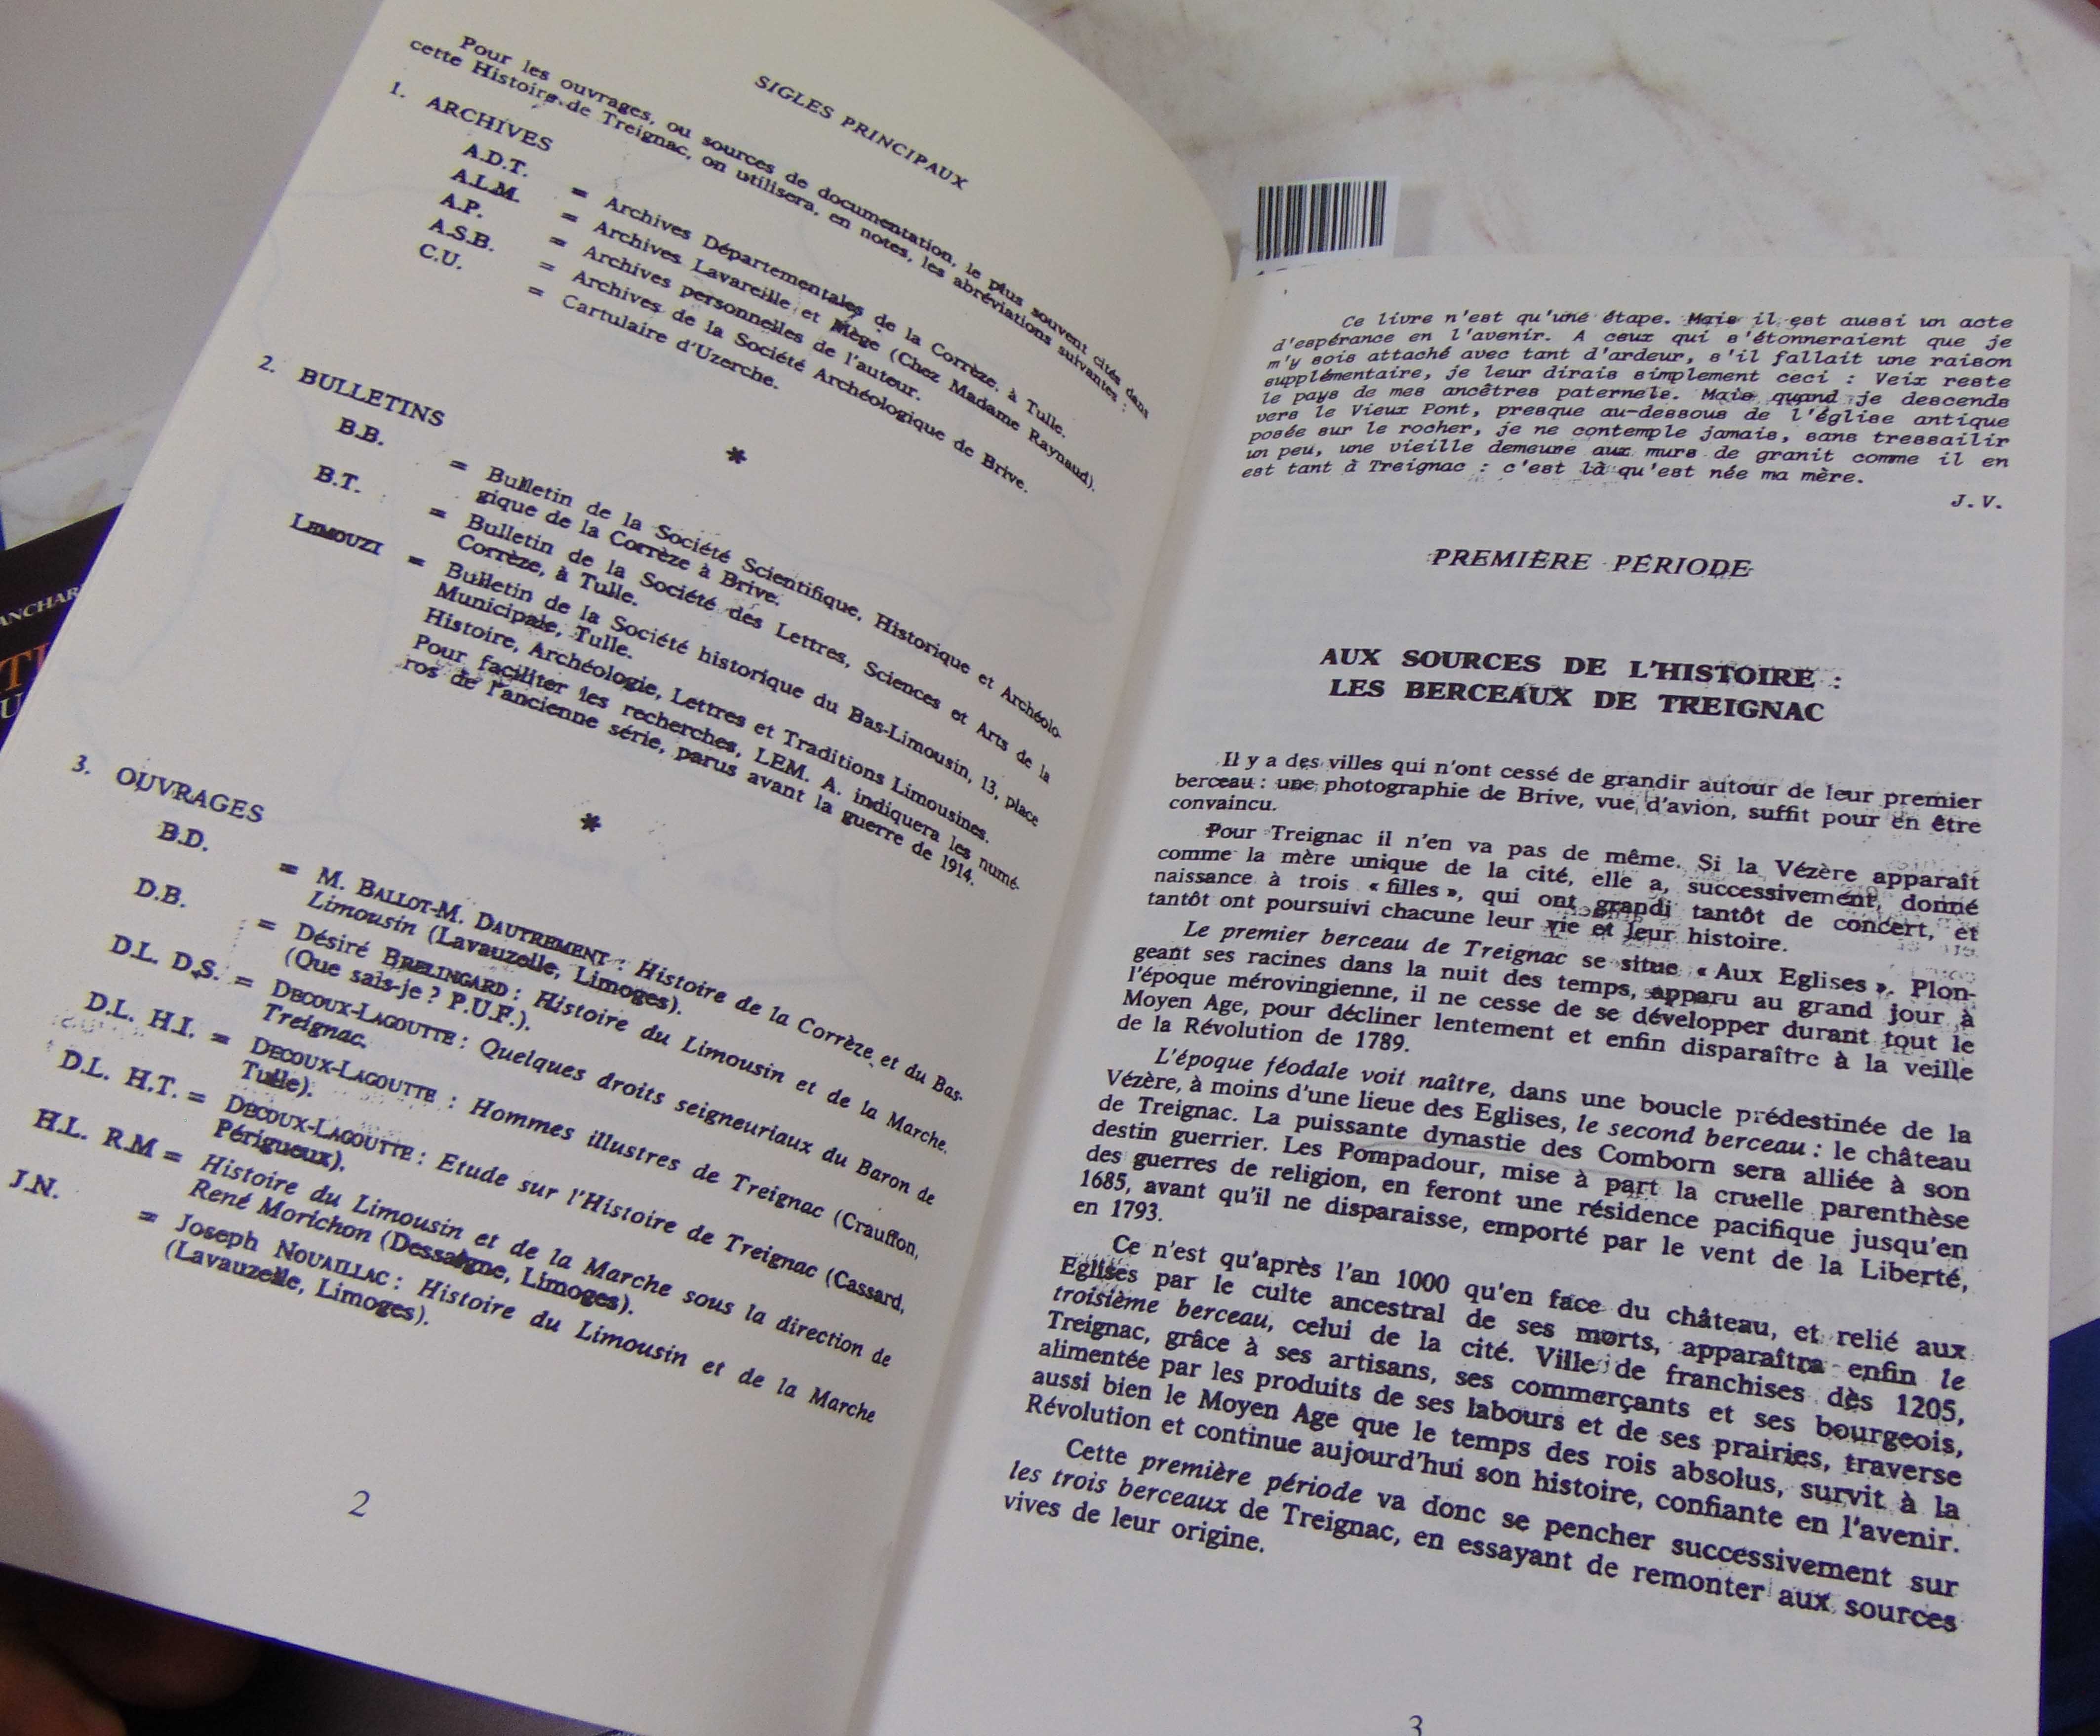 SIGLES PRINCIPAUX
Pour les ouvrages, ou sources de documentation, le plus souvent cités dans
cette Histoire de Treignac, on utilisera, en notes, les abréviations suivantes :
1. ARCHIVES
A.D.T. = Archives Départementales de la Corrèze, à Tulle.
A.L.M. = Archives Lavareille et Mège (Chez Madame Raynaud).
A.P. = Archives personnelles de l'auteur.
A.S.B. = Archives de la Société Archéologique de Brive.
C.U. = Cartulaire d'Uzerche.
*
2. BULLETINS
B.B. = Bulletin de la Société Scientifique, Historique et Archéolo-
gique de la Corrèze à Brive.
B.T. = Bulletin de la Société des Lettres, Sciences et Arts de la
Corrèze, à Tulle.
LEMOUZI = Bulletin de la Société historique du Bas-Limousin, 13, place
Municipale, Tulle.
Histoire, Archéologie, Lettres et Traditions Limousines.
Pour faciliter les recherches, LEM. A. indiquera les numé-
ros de l'ancienne série, parus avant la guerre de 1914.
*
3. OUVRAGES
B.D. = M. BALLOT-M. DAUTREMENT : Histoire de la Corrèze et du Bas-
Limousin (Lavauzelle, Limoges).
D.B. = Désiré BRELINGARD : Histoire du Limousin et de la Marche.
(Que sais-je ? P.U.F.).
D.L. D.S. = DECOUX-LAGOUTTE : Quelques droits seigneuriaux du Baron de
Treignac.
D.L. H.I. = DECOUX-LAGOUTTE : Hommes illustres de Treignac (Crauffon,
Tulle).
D.L. H.T. = DECOUX-LAGOUTTE : Etude sur l'Histoire de Treignac (Cassard,
Périgueux).
H.L. R.M = Histoire du Limousin et de la Marche sous la direction de
René Morichon (Dessaigne, Limoges).
J.N. = Joseph NOUAILLAC : Histoire du Limousin et de la Marche
(Lavauzelle, Limoges).
2
ANCHAR
Ce livre n'est qu'une étape. Mais il est aussi un acte
d'espérance en l'avenir. A ceux qui s'étonneraient que je
m'y sois attaché avec tant d'ardeur, s'il fallait une raison
supplémentaire, je leur dirais simplement ceci : Veix reste
le pays de mes ancêtres paternels. Mais quand je descends
vers le Vieux Pont, presque au-dessous de l'église antique
posée sur le rocher, je ne contemple jamais, sans tressailir
un peu, une vieille demeure aux murs de granit comme il en
est tant à Treignac : c'est là qu'est née ma mère.
J.V.
PREMIÈRE PÉRIODE
AUX SOURCES DE L'HISTOIRE :
LES BERCEAUX DE TREIGNAC
Il y a des villes qui n'ont cessé de grandir autour de leur premier
berceau : une photographie de Brive, vue d'avion, suffit pour en être
convaincu.
Pour Treignac il n'en va pas de même. Si la Vézère apparaît
comme la mère unique de la cité, elle a, successivement, donné
naissance à trois « filles », qui ont grandi tantôt de concert, et
tantôt ont poursuivi chacune leur vie et leur histoire.
Le premier berceau de Treignac se situe « Aux Eglises ». Plon-
geant ses racines dans la nuit des temps, apparu au grand jour à
l'époque mérovingienne, il ne cesse de se développer durant tout le
Moyen Age, pour décliner lentement et enfin disparaître à la veille
de la Révolution de 1789.
L'époque féodale voit naître, dans une boucle prédestinée de la
Vézère, à moins d'une lieue des Eglises, le second berceau : le château
de Treignac. La puissante dynastie des Comborn sera alliée à son
destin guerrier. Les Pompadour, mise à part la cruelle parenthèse
des guerres de religion, en feront une résidence pacifique jusqu'en
1685, avant qu'il ne disparaisse, emporté par le vent de la Liberté,
en 1793.
Ce n'est qu'après l'an 1000 qu'en face du château, et relié aux
Eglises par le culte ancestral de ses morts, apparaîtra enfin le
troisième berceau, celui de la cité. Ville de franchises dès 1205,
Treignac, grâce à ses artisans, ses commerçants et ses bourgeois,
alimentée par les produits de ses labours et de ses prairies, traverse
aussi bien le Moyen Age que le temps des rois absolus, survit à la
Révolution et continue aujourd'hui son histoire, confiante en l'avenir.
Cette première période va donc se pencher successivement sur
les trois berceaux de Treignac, en essayant de remonter aux sources
vives de leur origine.
3